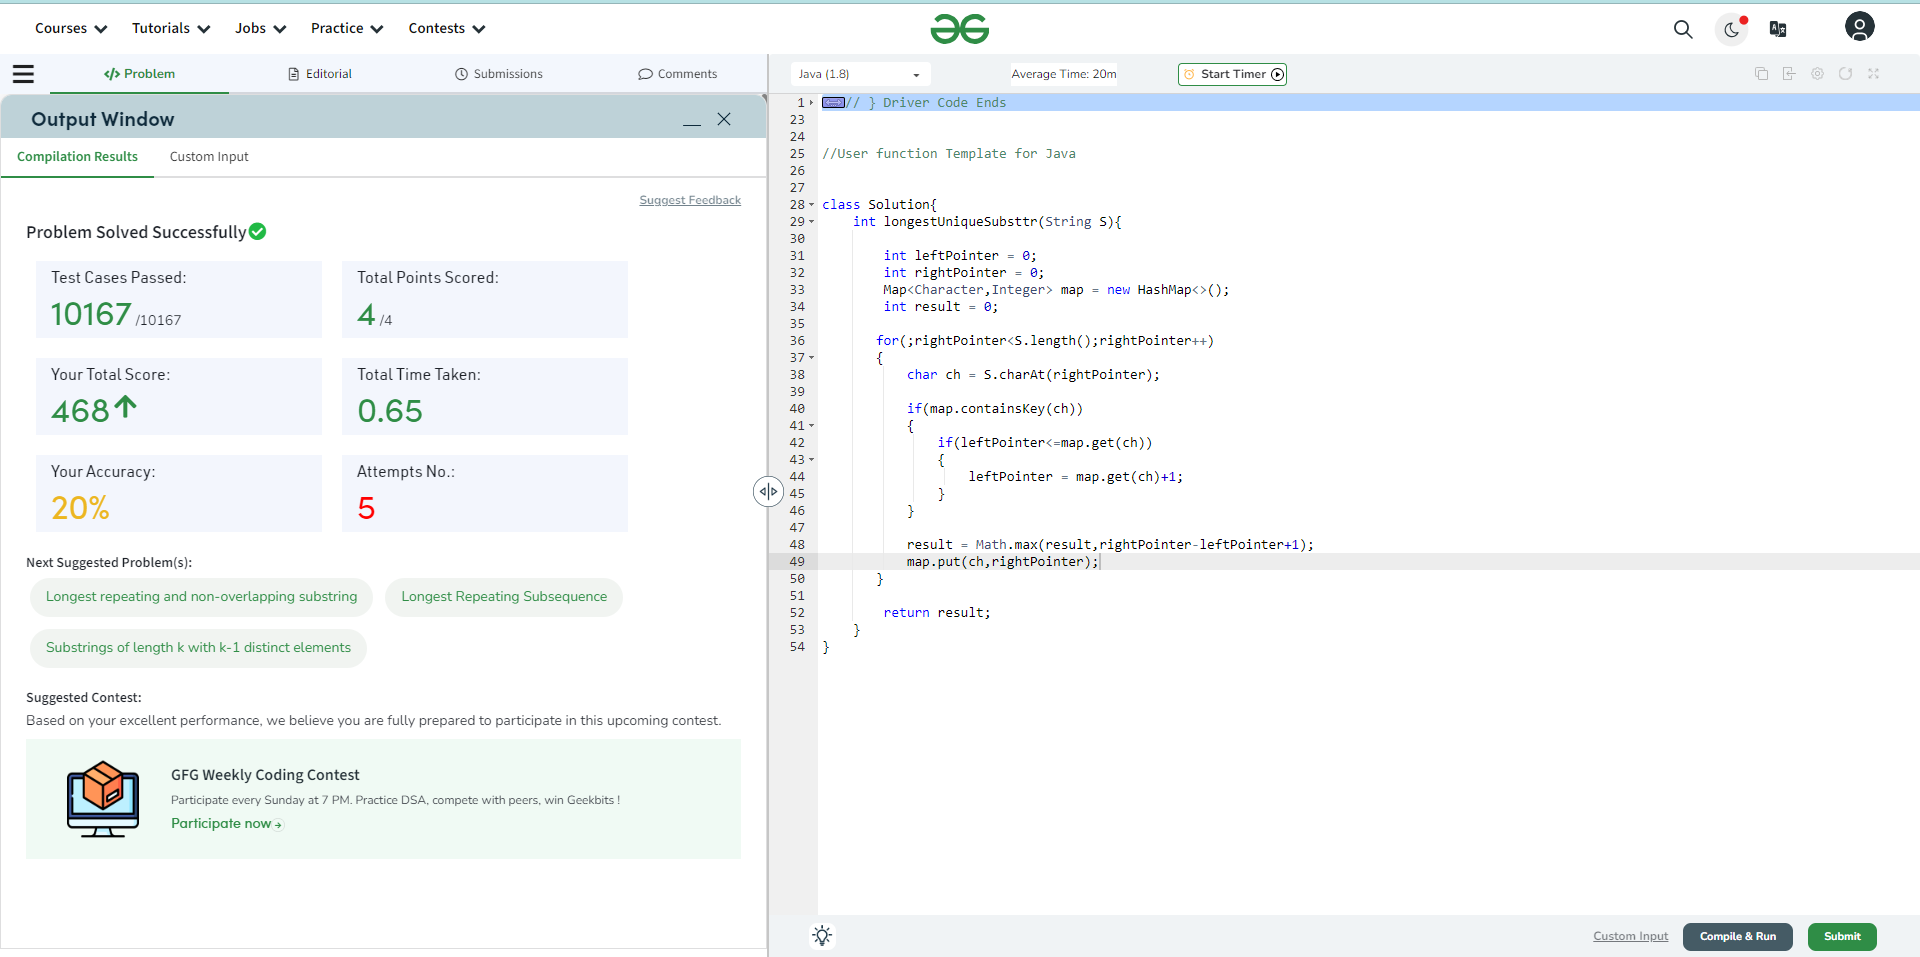 Courses Tutorials Jobs Practice Contests
Problem Editorial Submissions Comments
Output Window
Compilation Results Custom Input
Suggest Feedback
Problem Solved Successfully
Test Cases Passed: Total Points Scored:
10167 /10167 4 /4
Your Total Score: Total Time Taken:
468 0.65
Your Accuracy: Attempts No.:
20% 5
Next Suggested Problem(s):
Longest repeating and non-overlapping substring Longest Repeating Subsequence
Substrings of length k with k-1 distinct elements
Suggested Contest:
Based on your excellent performance, we believe you are fully prepared to participate in this upcoming contest.
GFG Weekly Coding Contest
Participate every Sunday at 7 PM. Practice DSA, compete with peers, win Geekbits !
Participate now
Java (1.8) Average Time: 20m Start Timer
1 // } Driver Code Ends
23
24
25 //User function Template for Java
26
27
28 class Solution{
29 int longestUniqueSubsttr(String S){
30
31 int leftPointer = 0;
32 int rightPointer = 0;
33 Map<Character,Integer> map = new HashMap<>();
34 int result = 0;
35
36 for(;rightPointer<S.length();rightPointer++)
37 {
38 char ch = S.charAt(rightPointer);
39
40 if(map.containsKey(ch))
41 {
42 if(leftPointer<=map.get(ch))
43 {
44 leftPointer = map.get(ch)+1;
45 }
46 }
47
48 result = Math.max(result,rightPointer-leftPointer+1);
49 map.put(ch,rightPointer);
50 }
51
52 return result;
53 }
54 }
Custom Input Compile & Run Submit